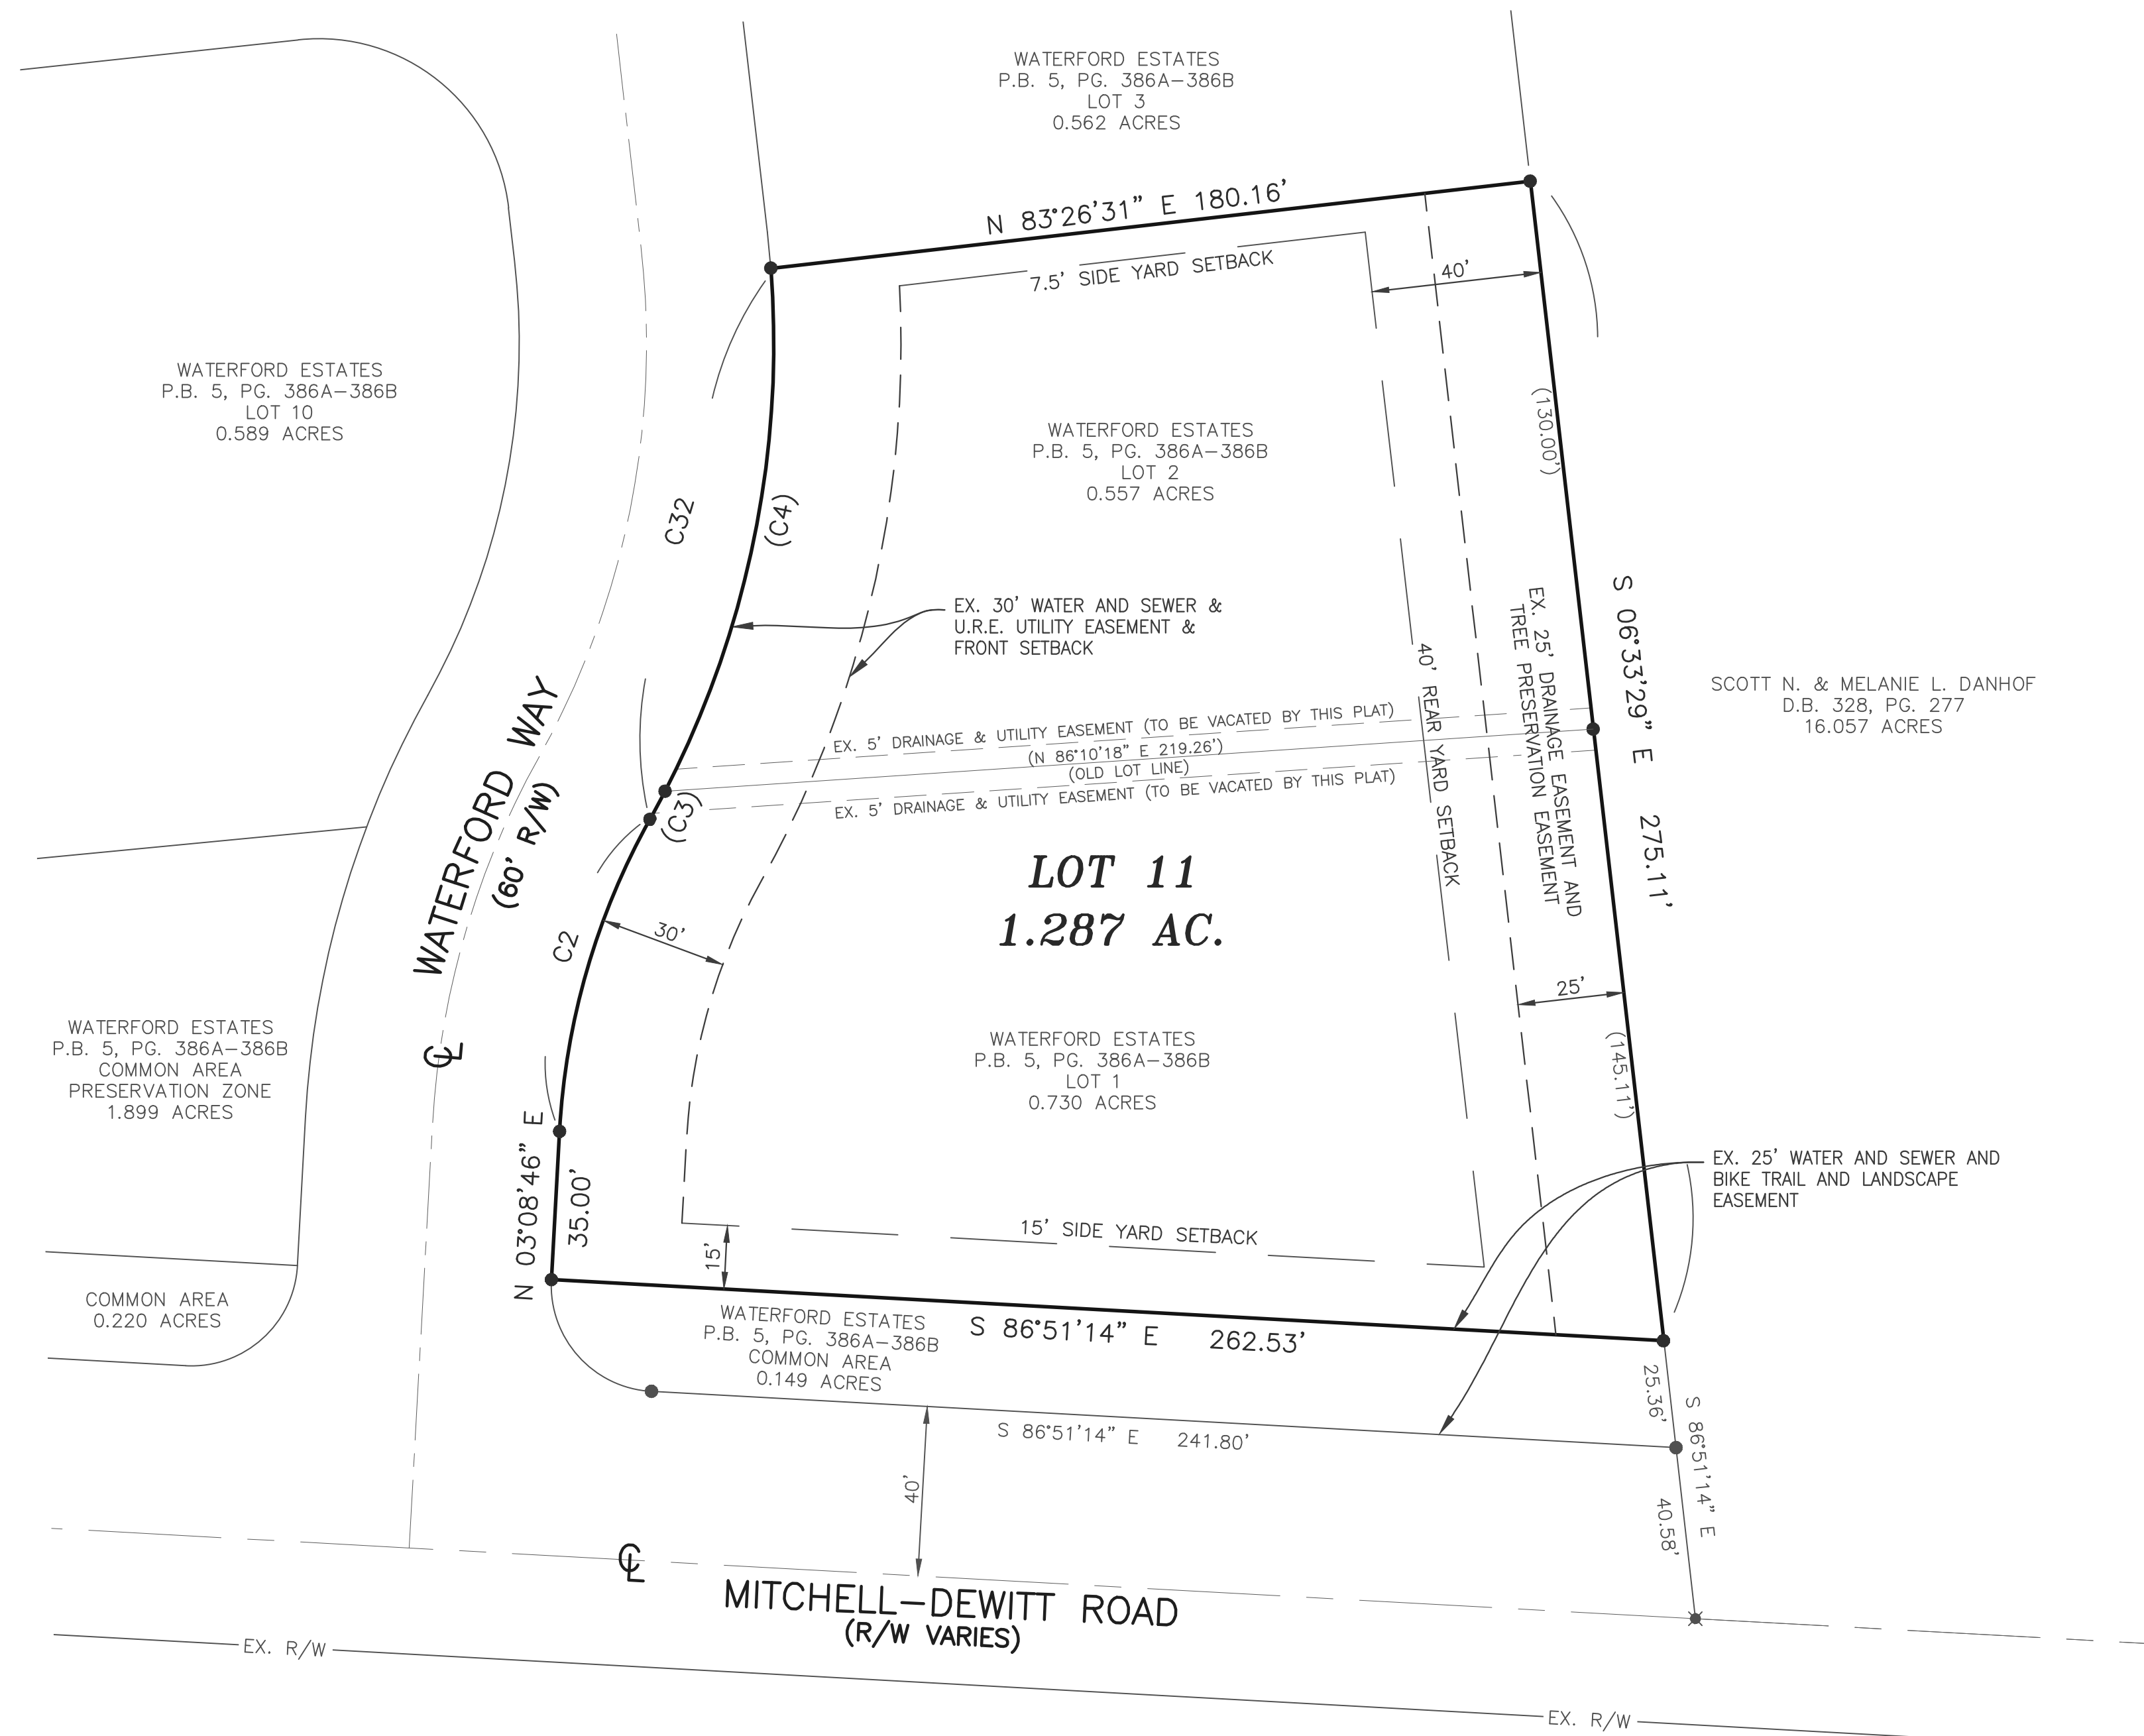 WATERFORD ESTATES
P.B. 5, PG. 386A-386B
LOT 3
0.562 ACRES
N 83°26'31" E 180.16'
7.5' SIDE YARD SETBACK
40'
WATERFORD ESTATES
P.B. 5, PG. 386A-386B
LOT 10
0.589 ACRES
(130.00')
WATERFORD ESTATES
P.B. 5, PG. 386A-386B
LOT 2
0.557 ACRES
C32
(C4)
EX. 30' WATER AND SEWER &
U.R.E. UTILITY EASEMENT &
FRONT SETBACK
S 06°33'29" E 275.11'
EX. 25' DRAINAGE EASEMENT AND
TREE PRESERVATION EASEMENT
40' REAR YARD SETBACK
SCOTT N. & MELANIE L. DANHOF
D.B. 328, PG. 277
16.057 ACRES
WATERFORD WAY
(60' R/W)
EX. 5' DRAINAGE & UTILITY EASEMENT (TO BE VACATED BY THIS PLAT)
(N 86°10'18" E 219.26')
(OLD LOT LINE)
EX. 5' DRAINAGE & UTILITY EASEMENT (TO BE VACATED BY THIS PLAT)
(C3)
LOT 11
1.287 AC.
C2
30'
25'
WATERFORD ESTATES
P.B. 5, PG. 386A-386B
COMMON AREA
PRESERVATION ZONE
1.899 ACRES
CL
WATERFORD ESTATES
P.B. 5, PG. 386A-386B
LOT 1
0.730 ACRES
(145.11')
N 03°08'46" E
35.00'
EX. 25' WATER AND SEWER AND
BIKE TRAIL AND LANDSCAPE
EASEMENT
15' SIDE YARD SETBACK
15'
COMMON AREA
0.220 ACRES
WATERFORD ESTATES
P.B. 5, PG. 386A-386B
COMMON AREA
0.149 ACRES
S 86°51'14" E 262.53'
25.36'
S 86°51'14" E
40.58'
S 86°51'14" E 241.80'
40'
CL
MITCHELL-DEWITT ROAD
(R/W VARIES)
EX. R/W
EX. R/W